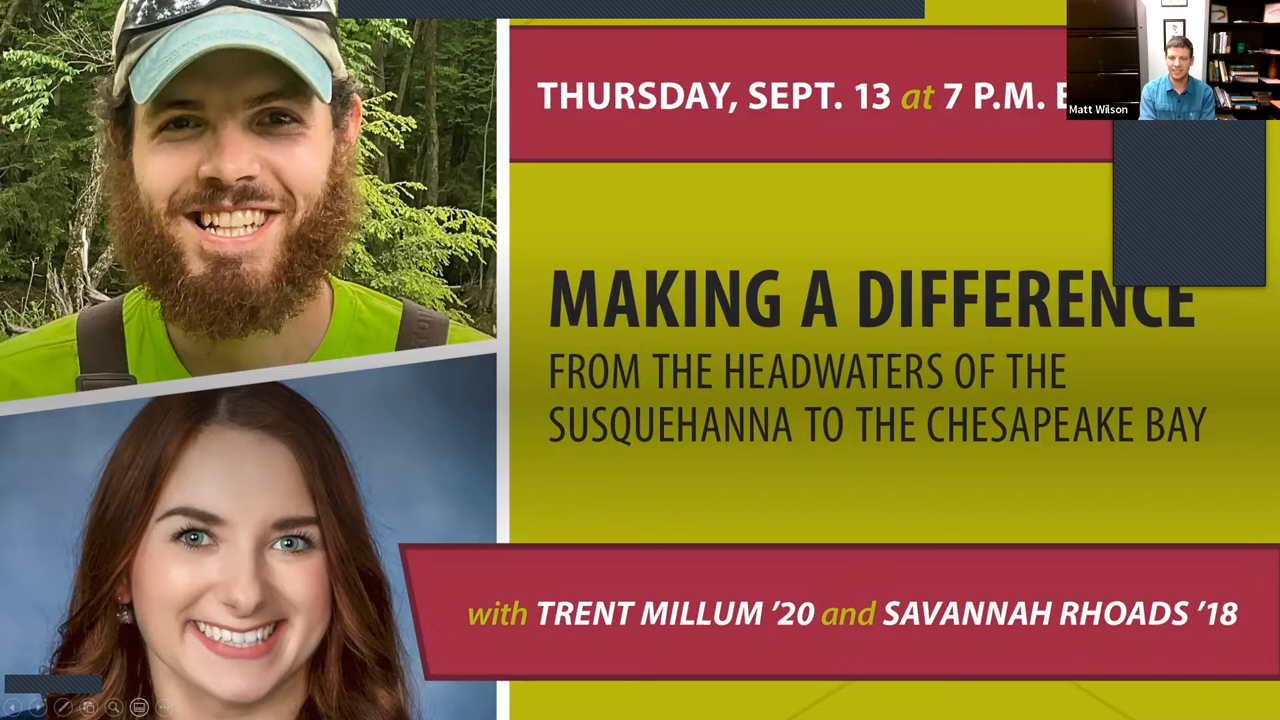 THURSDAY, SEPT. 13 at 7 P.M.
Matt Wilson
MAKING A DIFFERENCE
FROM THE HEADWATERS OF THE
SUSQUEHANNA TO THE CHESAPEAKE BAY
with TRENT MILLUM ’20 and SAVANNAH RHOADS ’18